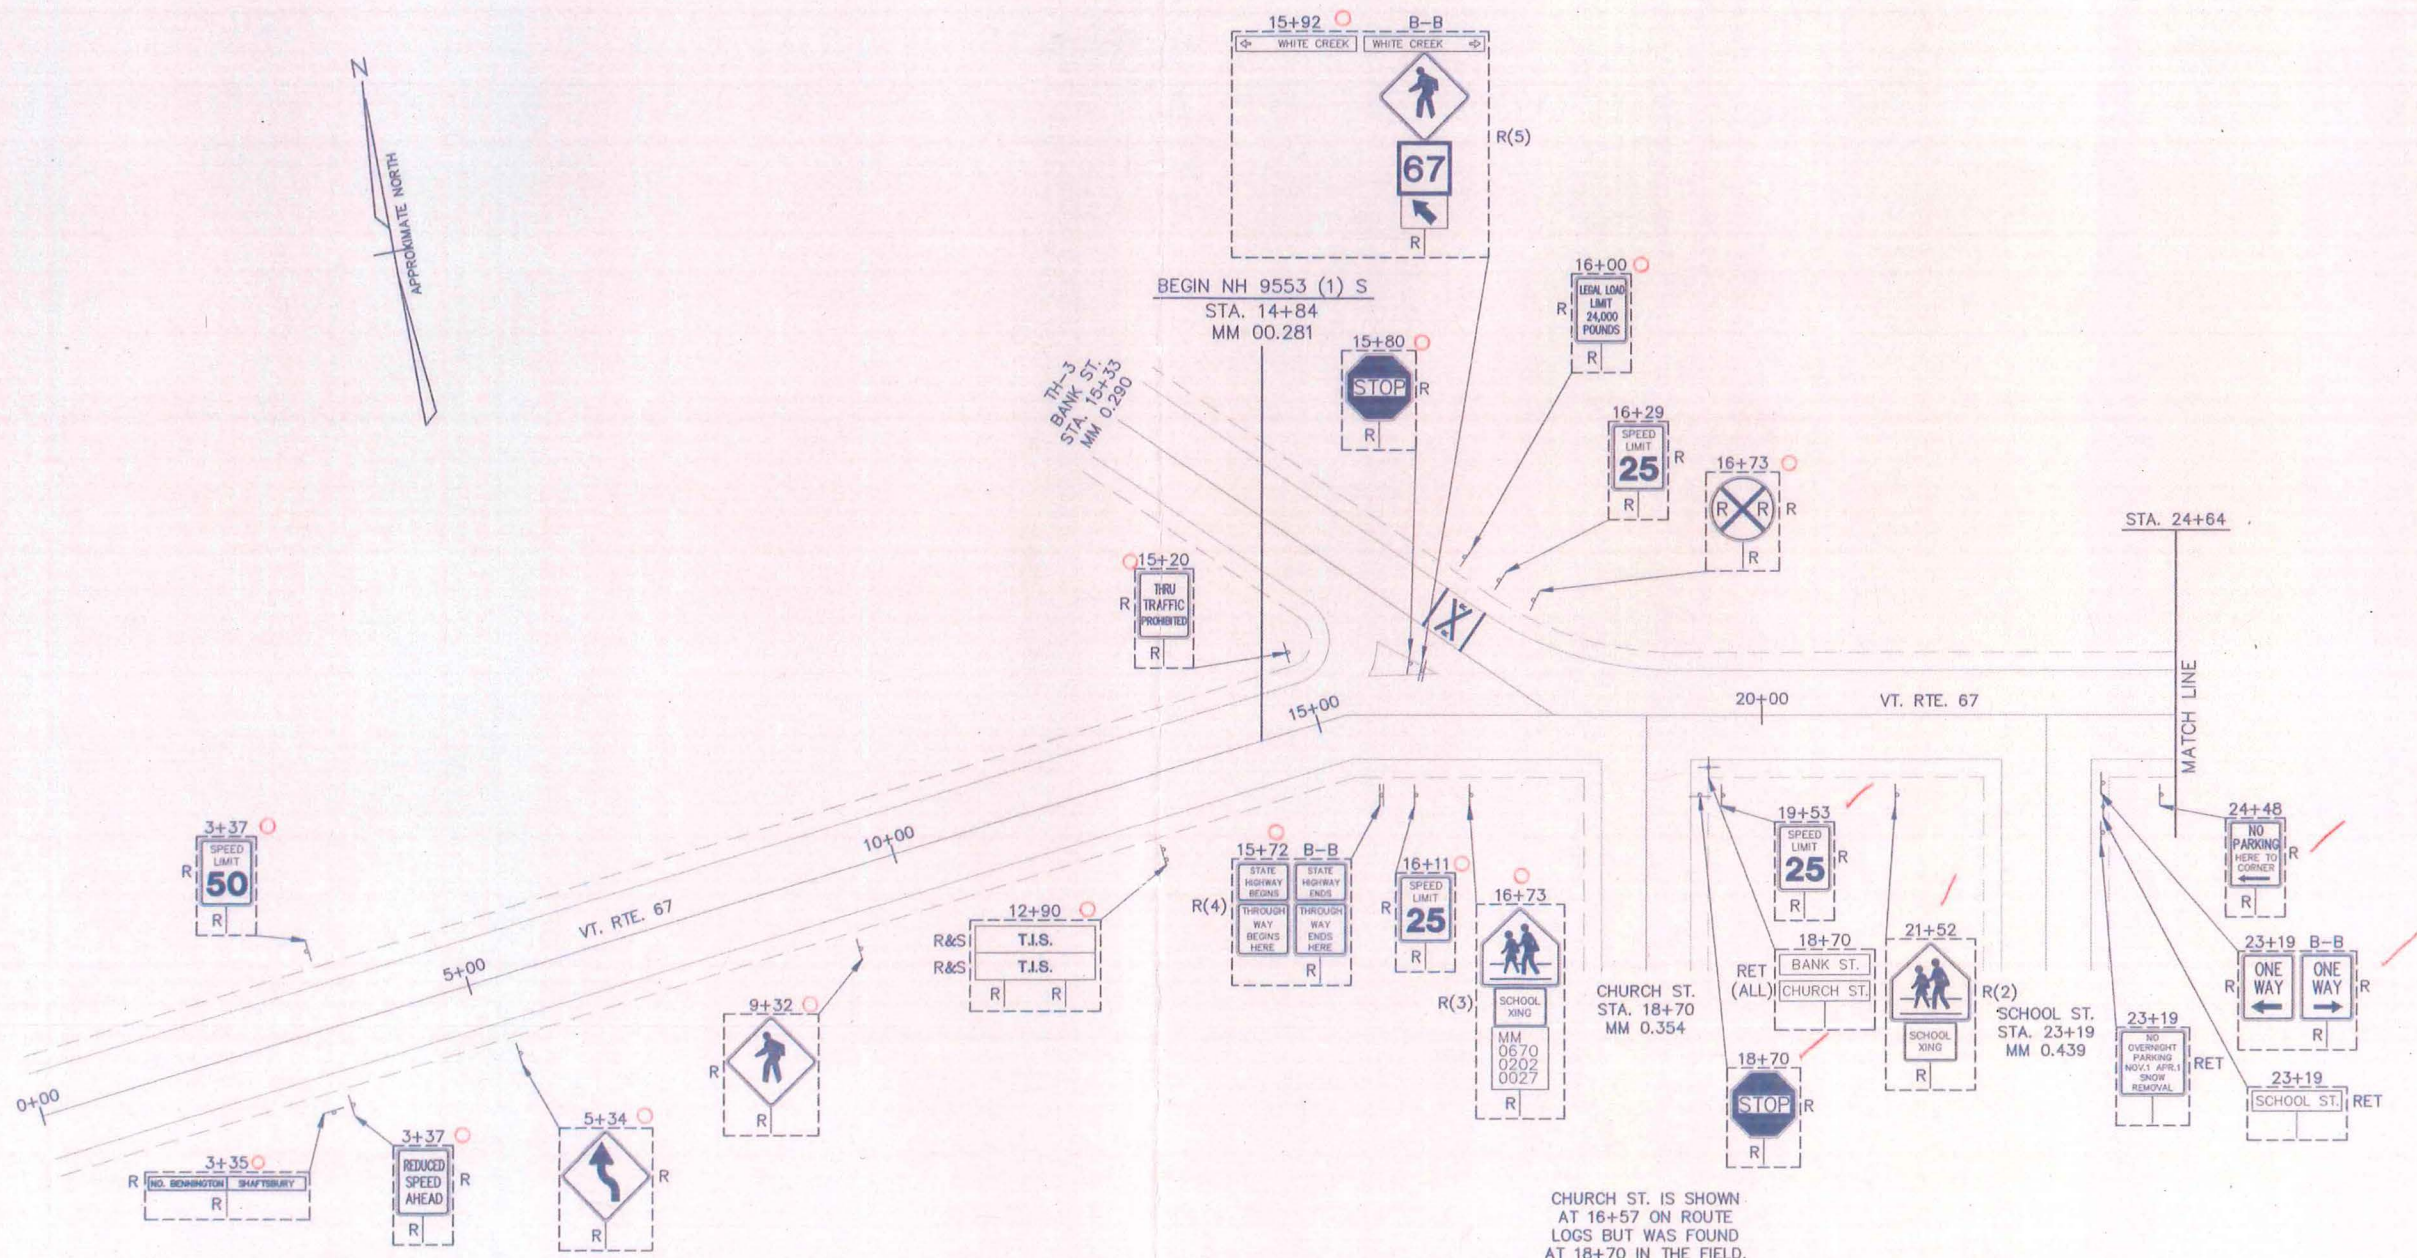 15+92 B-B
WHITE CREEK WHITE CREEK
67
R(5)
R
N
APPROXIMATE NORTH
BEGIN NH 9553 (1) S
STA. 14+84
MM 00.281
16+00
LEGAL LOAD
LIMIT
24,000
POUNDS
R
R
15+80
STOP
R
R
TH-3
BANK ST.
STA. 15+33
MM 0.290
16+29
SPEED
LIMIT
25
R
R
16+73
R R
R
R
STA. 24+64
MATCH LINE
15+20
THRU
TRAFFIC
PROHIBITED
R
R
15+00
20+00
VT. RTE. 67
3+37
SPEED
LIMIT
50
R
R
0+00
5+00
VT. RTE. 67
10+00
3+35
R NO. BENNINGTON SHAFTSBURY
R
3+37
REDUCED
SPEED
AHEAD
R
R
5+34
R
R
9+32
R
R
12+90
R&S T.I.S.
R&S T.I.S.
R R
15+72 B-B
STATE
HIGHWAY
BEGINS
STATE
HIGHWAY
ENDS
R(4)
THROUGH
WAY
BEGINS
HERE
THROUGH
WAY
ENDS
HERE
R
16+11
SPEED
LIMIT
25
R
R
16+73
R(3)
SCHOOL
XING
MM
0670
0202
0027
R
CHURCH ST.
STA. 18+70
MM 0.354
19+53
SPEED
LIMIT
25
R
R
18+70
RET
(ALL)
BANK ST.
CHURCH ST.
18+70
STOP
R
R
21+52
R(2)
SCHOOL
XING
R
SCHOOL ST.
STA. 23+19
MM 0.439
24+48
NO
PARKING
HERE TO
CORNER
R
R
23+19 B-B
ONE
WAY
ONE
WAY
R
R
R
23+19
NO
OVERNIGHT
PARKING
NOV.1 APR.1
SNOW
REMOVAL
RET
23+19
SCHOOL ST. RET
CHURCH ST. IS SHOWN
AT 16+57 ON ROUTE
LOGS BUT WAS FOUND
AT 18+70 IN THE FIELD.